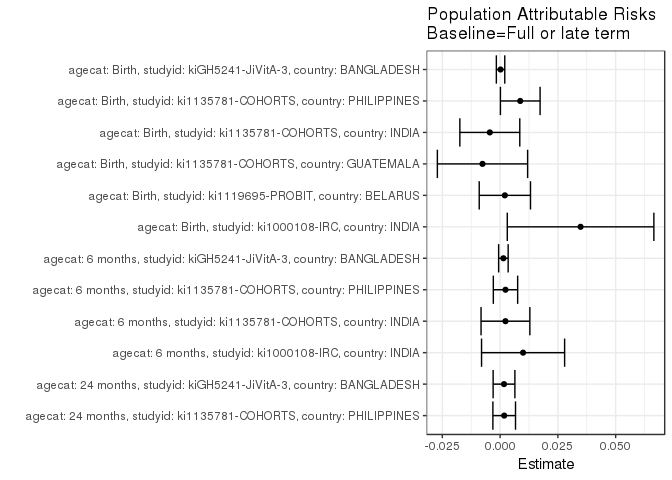 Population Attributable Risks
Baseline=Full or late term
agecat: Birth, studyid: kiGH5241-JiVitA-3, country: BANGLADESH
agecat: Birth, studyid: ki1135781-COHORTS, country: PHILIPPINES
agecat: Birth, studyid: ki1135781-COHORTS, country: INDIA
agecat: Birth, studyid: ki1135781-COHORTS, country: GUATEMALA
agecat: Birth, studyid: ki1119695-PROBIT, country: BELARUS
agecat: Birth, studyid: ki1000108-IRC, country: INDIA
agecat: 6 months, studyid: kiGH5241-JiVitA-3, country: BANGLADESH
agecat: 6 months, studyid: ki1135781-COHORTS, country: PHILIPPINES
agecat: 6 months, studyid: ki1135781-COHORTS, country: INDIA
agecat: 6 months, studyid: ki1000108-IRC, country: INDIA
agecat: 24 months, studyid: kiGH5241-JiVitA-3, country: BANGLADESH
agecat: 24 months, studyid: ki1135781-COHORTS, country: PHILIPPINES
-0.025 0.000 0.025 0.050
Estimate